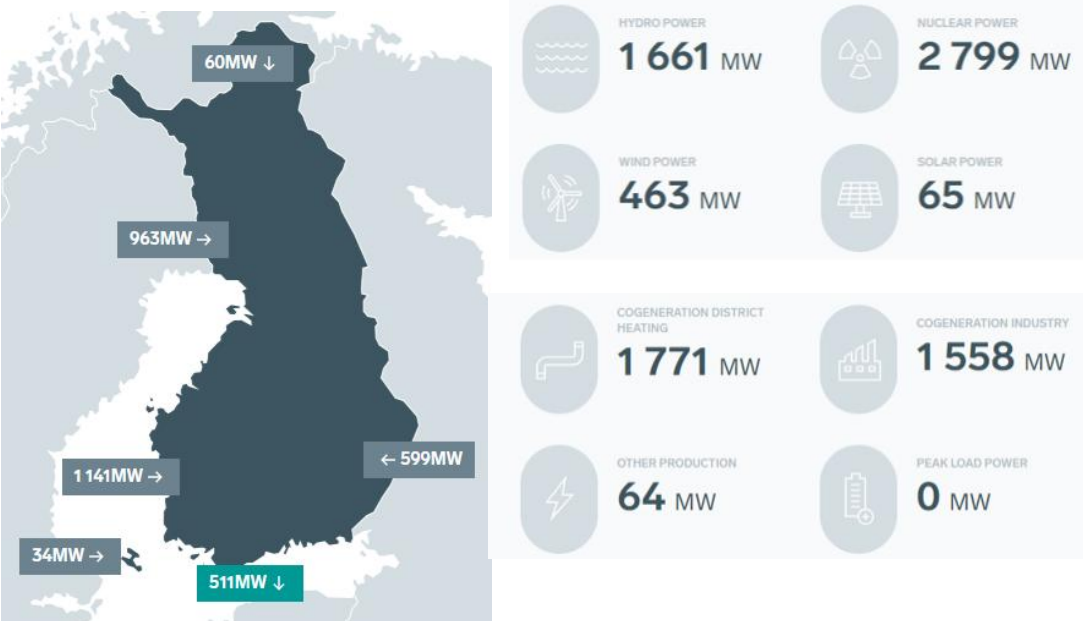 60MW ↓
963MW →
← 599MW
1 141MW →
34MW →
511MW ↓
HYDRO POWER
1 661 MW
NUCLEAR POWER
2 799 MW
WIND POWER
463 MW
SOLAR POWER
65 MW
COGENERATION DISTRICT
HEATING
1 771 MW
COGENERATION INDUSTRY
1 558 MW
OTHER PRODUCTION
64 MW
PEAK LOAD POWER
0 MW